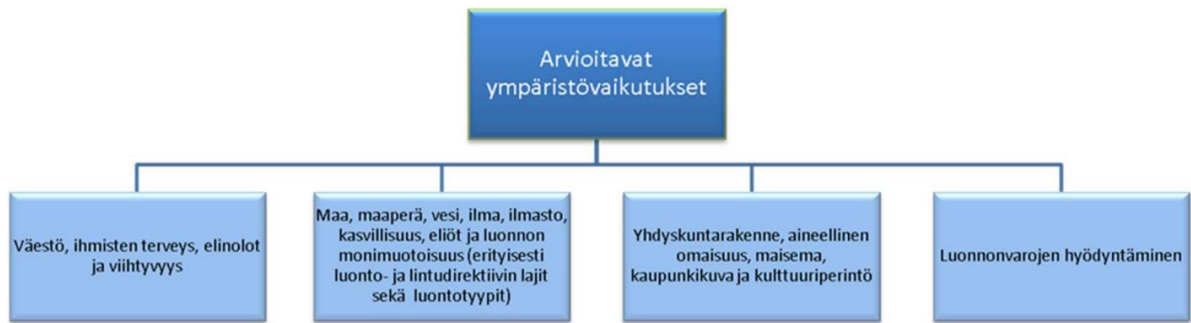 Arvioitavat
ympäristövaikutukset
Väestö, ihmisten terveys, elinolot
ja viihtyvyys
Maa, maaperä, vesi, ilma, ilmasto,
kasvillisuus, eliöt ja luonnon
monimuotoisuus (erityisesti
luonto- ja lintudirektiivin lajit
sekä luontotyypit)
Yhdyskuntarakenne, aineellinen
omaisuus, maisema,
kaupunkikuva ja kulttuuriperintö
Luonnonvarojen hyödyntäminen